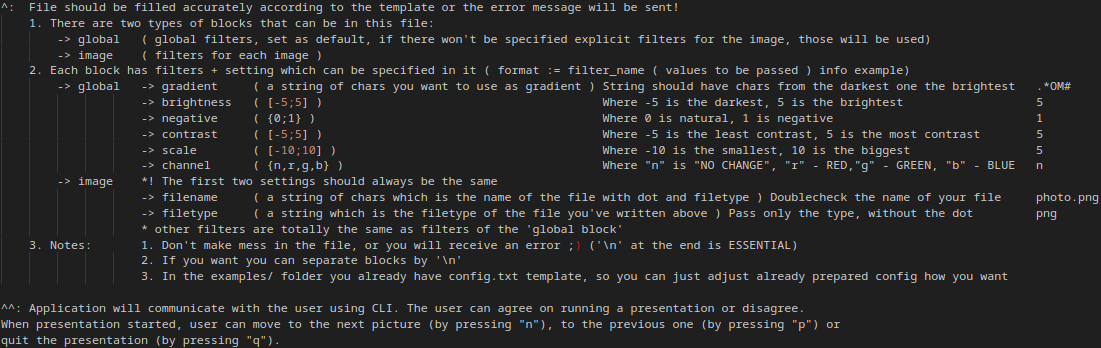 ^:  File should be filled accurately according to the template or the error message will be sent!
1. There are two types of blocks that can be in this file:
-> global   ( global filters, set as default, if there won't be specified explicit filters for the image, those will be used)
-> image    ( filters for each image )
2. Each block has filters + setting which can be specified in it ( format := filter_name ( values to be passed ) info example)
-> global   -> gradient     ( a string of chars you want to use as gradient ) String should have chars from the darkest one the brightest   .*OM#
-> brightness   ( [-5;5] )   Where -5 is the darkest, 5 is the brightest   5
-> negative     ( {0;1} )   Where 0 is natural, 1 is negative   1
-> contrast     ( [-5;5] )   Where -5 is the least contrast, 5 is the most contrast   5
-> scale        ( [-10;10] )   Where -10 is the smallest, 10 is the biggest   5
-> channel      ( {n,r,g,b} )   Where "n" is "NO CHANGE", "r" - RED,"g" - GREEN, "b" - BLUE   n
-> image    *! The first two settings should always be the same
-> filename     ( a string of chars which is the name of the file with dot and filetype ) Doublecheck the name of your file   photo.png
-> filetype     ( a string which is the filetype of the file you've written above ) Pass only the type, without the dot   png
* other filters are totally the same as filters of the 'global block'
3. Notes:       1. Don't make mess in the file, or you will receive an error ;) ('\n' at the end is ESSENTIAL)
2. If you want you can separate blocks by '\n'
3. In the examples/ folder you already have config.txt template, so you can just adjust already prepared config how you want
^^: Application will communicate with the user using CLI. The user can agree on running a presentation or disagree.
When presentation started, user can move to the next picture (by pressing "n"), to the previous one (by pressing "p") or
quit the presentation (by pressing "q").